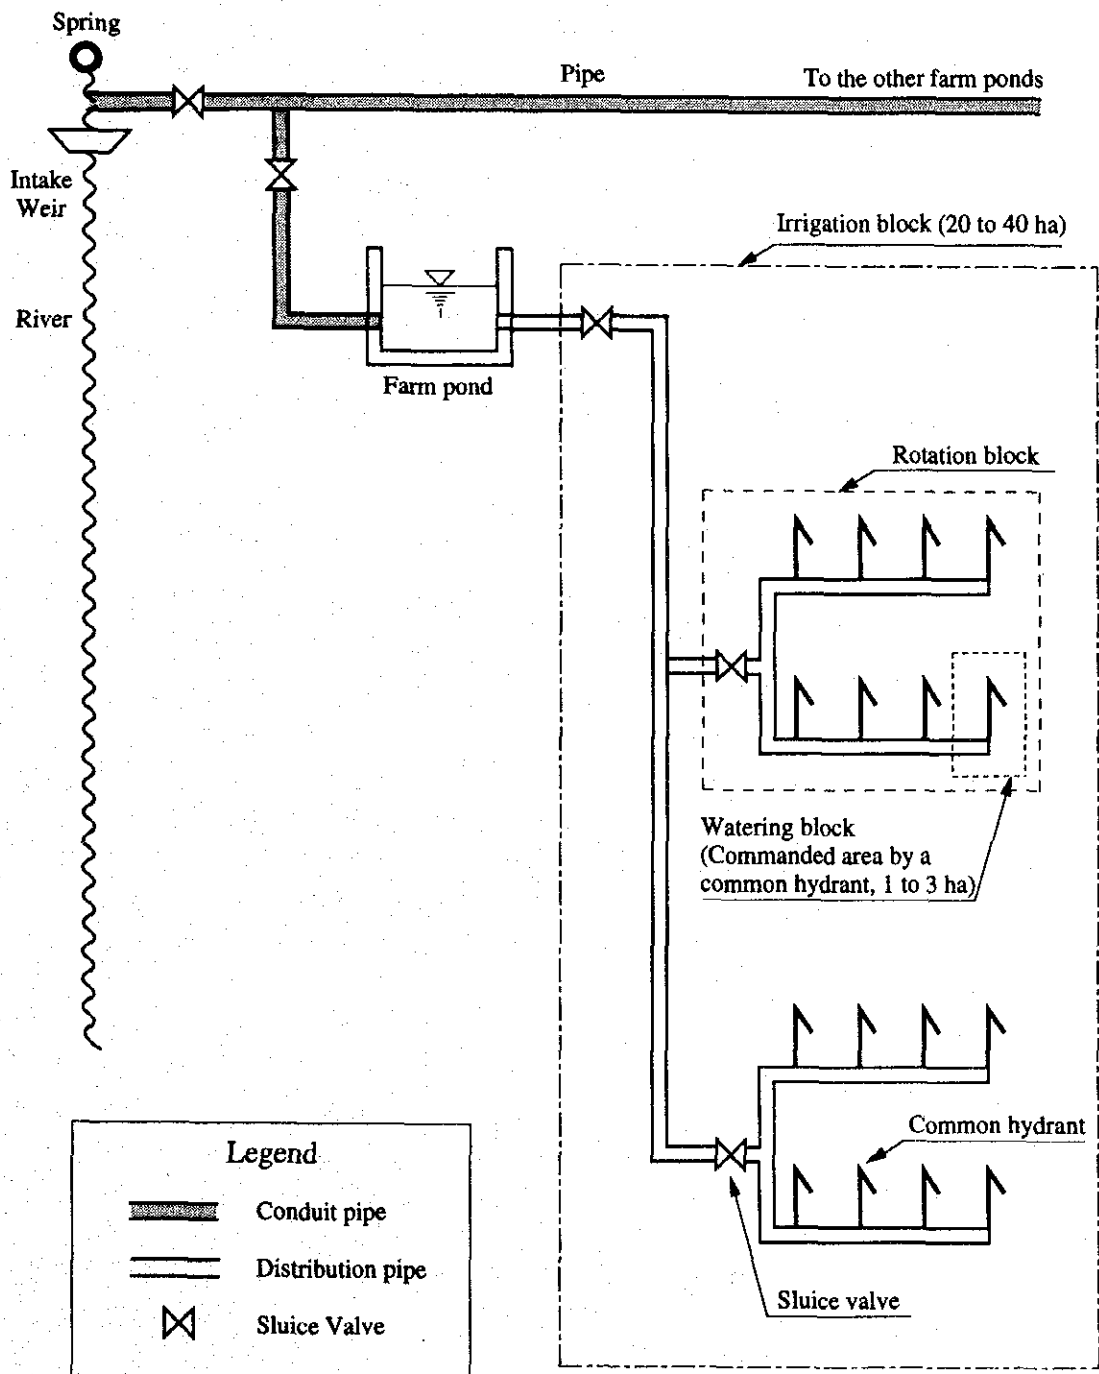 Spring
Pipe
To the other farm ponds
Intake
Weir
Irrigation block (20 to 40 ha)
River
Farm pond
Rotation block
Watering block
(Commanded area by a
common hydrant, 1 to 3 ha)
Common hydrant
Legend
Conduit pipe
Distribution pipe
Sluice valve
Sluice Valve